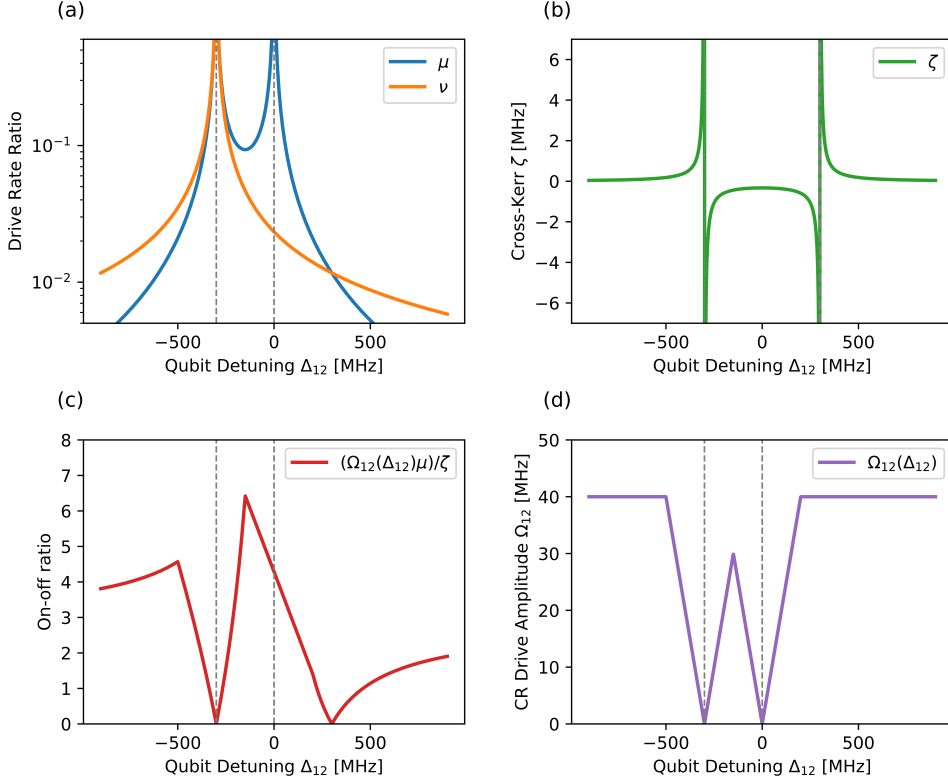 (a)
Drive Rate Ratio
10⁻¹
10⁻²
μ
ν
−500
0
500
Qubit Detuning Δ₁₂ [MHz]
(b)
Cross-Kerr ζ [MHz]
6
4
2
0
−2
−4
−6
ζ
−500
0
500
Qubit Detuning Δ₁₂ [MHz]
(c)
On-off ratio
8
7
6
5
4
3
2
1
0
(Ω₁₂(Δ₁₂)μ)/ζ
−500
0
500
Qubit Detuning Δ₁₂ [MHz]
(d)
CR Drive Amplitude Ω₁₂ [MHz]
50
40
30
20
10
0
Ω₁₂(Δ₁₂)
−500
0
500
Qubit Detuning Δ₁₂ [MHz]